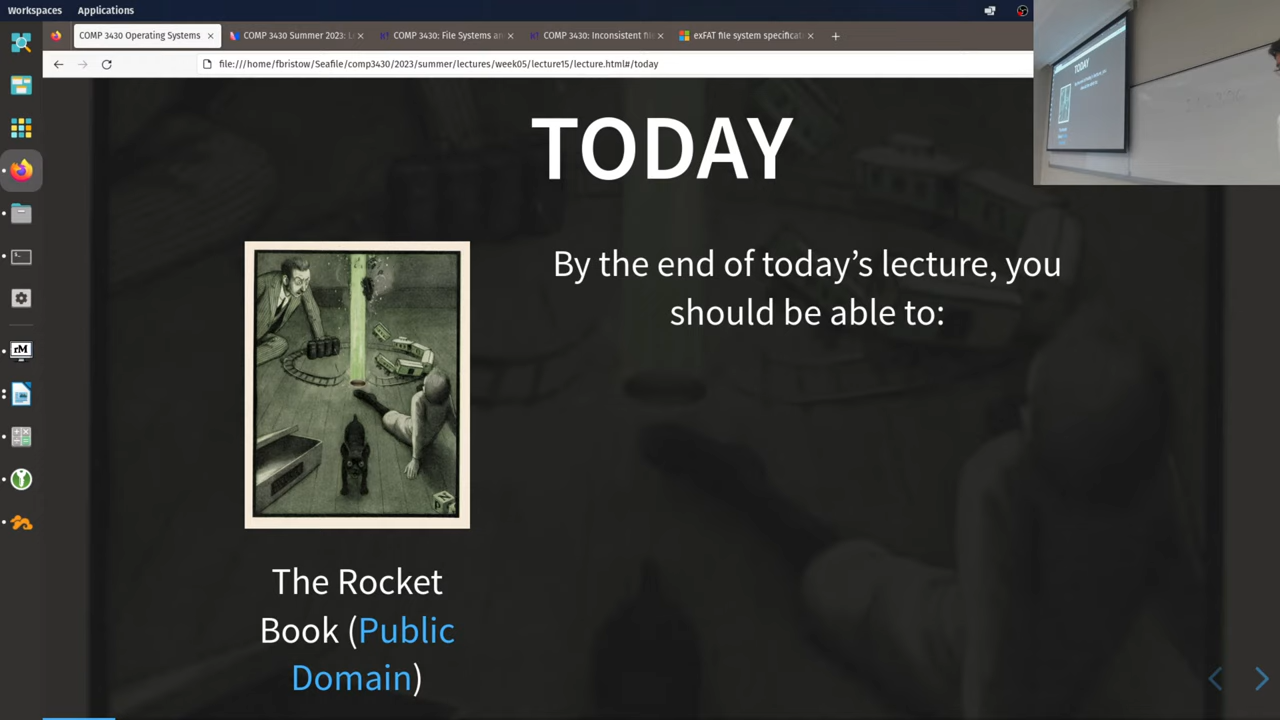 Workspaces Applications
COMP 3430 Operating Systems
COMP 3430 Summer 2023: L
COMP 3430: File Systems a
COMP 3430: Inconsistent fil
exFAT file system specificat
file:///home/fbristow/Seafile/comp3430/2023/summer/lectures/week05/lecture15/lecture.html#/today
TODAY
By the end of today’s lecture, you
should be able to:
The Rocket
Book (Public
Domain)
rM
TODAY